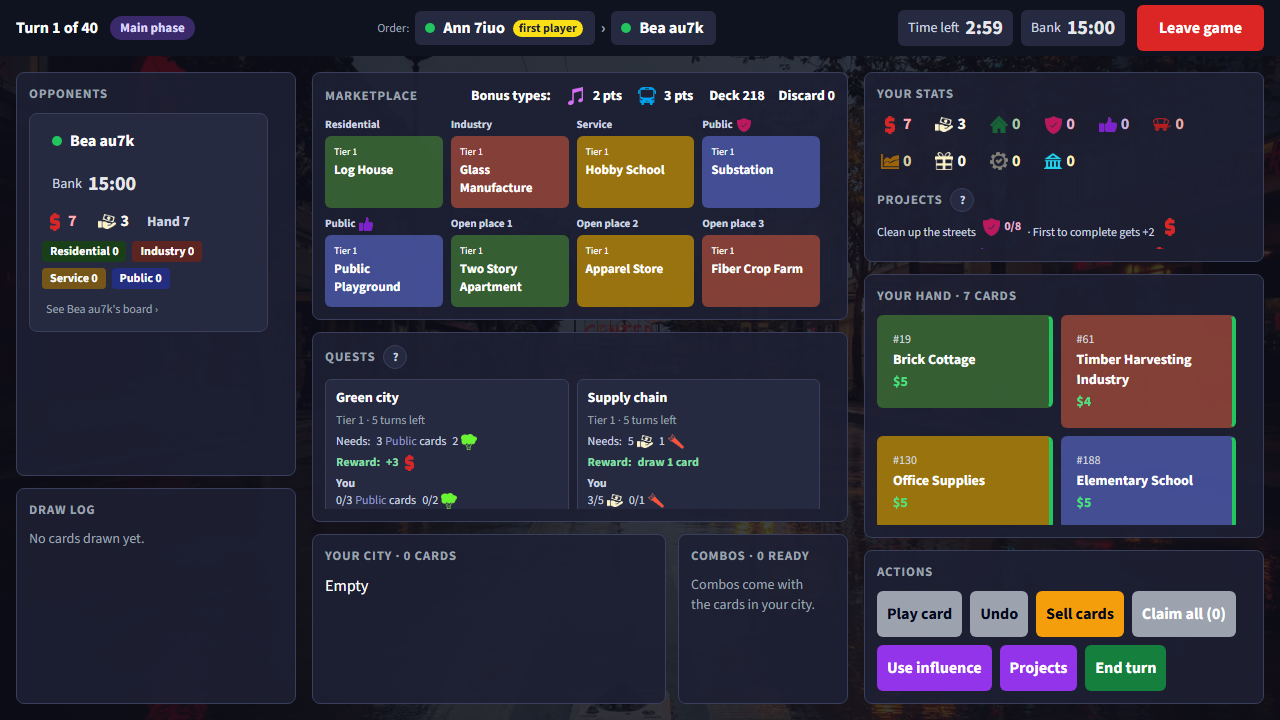 Turn 1 of 40 Main phase
Order: Ann 7iuo first player › Bea au7k
Time left 2:59 Bank 15:00 Leave game
OPPONENTS
Bea au7k
Bank 15:00
7 3 Hand 7
Residential 0 Industry 0
Service 0 Public 0
See Bea au7k's board ›
DRAW LOG
No cards drawn yet.
MARKETPLACE Bonus types: 2 pts 3 pts Deck 218 Discard 0
Residential Industry Service Public
Tier 1 Tier 1 Tier 1 Tier 1
Log House Glass Manufacture Hobby School Substation
Public Open place 1 Open place 2 Open place 3
Tier 1 Tier 1 Tier 1 Tier 1
Public Playground Two Story Apartment Apparel Store Fiber Crop Farm
QUESTS ?
Green city
Tier 1 · 5 turns left
Needs: 3 Public cards 2
Reward: +3
You
0/3 Public cards 0/2
Supply chain
Tier 1 · 5 turns left
Needs: 5 1
Reward: draw 1 card
You
3/5 0/1
YOUR CITY · 0 CARDS
Empty
COMBOS · 0 READY
Combos come with
the cards in your city.
YOUR STATS
7 3 0 0 0 0
0 0 0 0
PROJECTS ?
Clean up the streets 0/8 · First to complete gets +2
YOUR HAND · 7 CARDS
#19
Brick Cottage
$5
#61
Timber Harvesting
Industry
$4
#130
Office Supplies
$5
#188
Elementary School
$5
ACTIONS
Play card Undo Sell cards Claim all (0)
Use influence Projects End turn